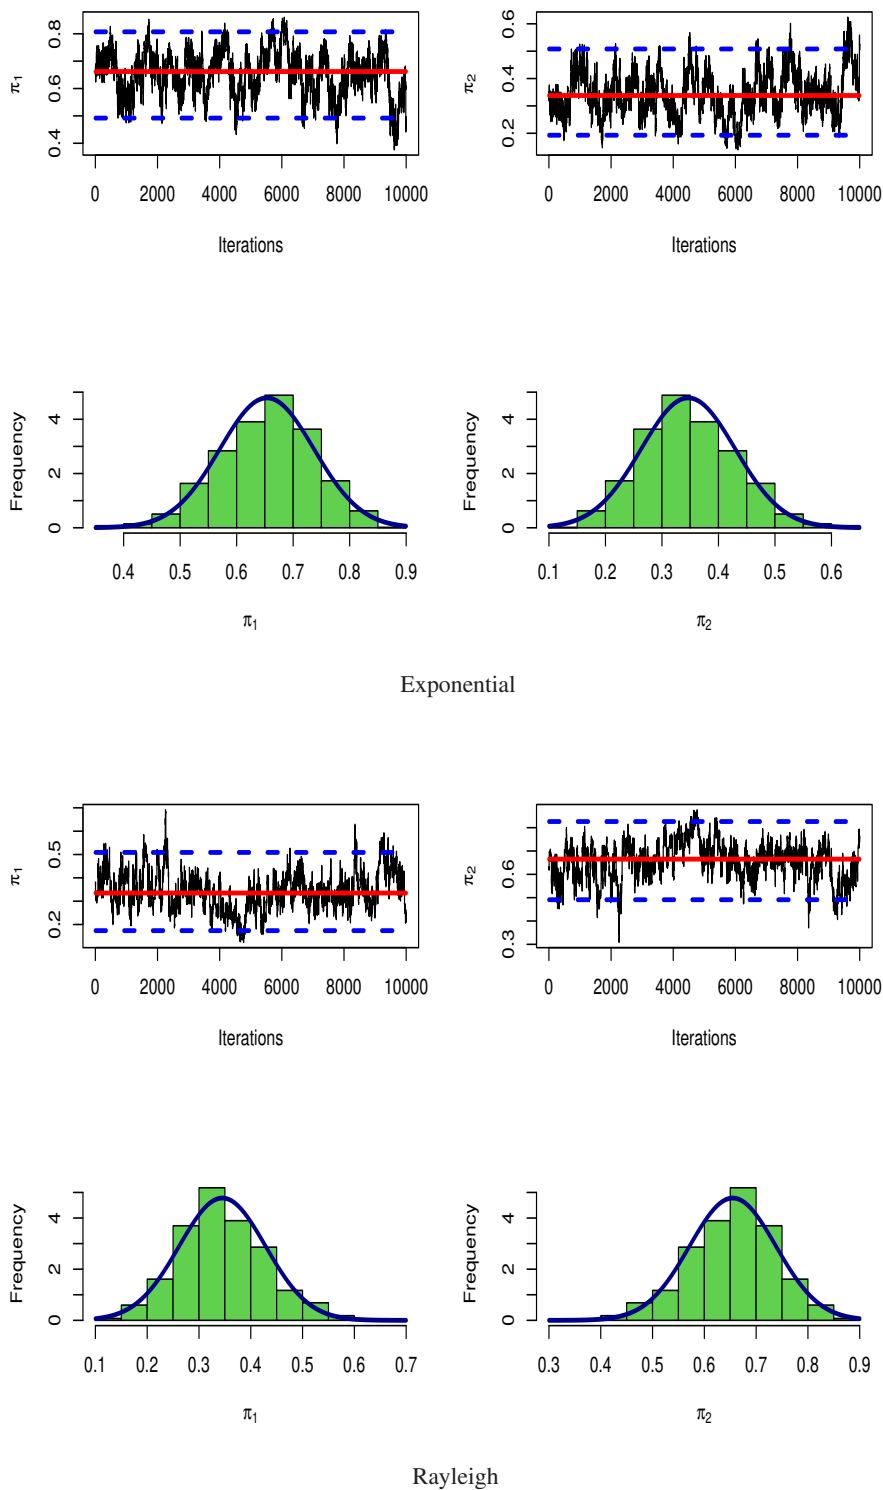 π1
0.4 0.6 0.8
0 2000 4000 6000 8000 10000
Iterations
π2
0.2 0.4 0.6
0 2000 4000 6000 8000 10000
Iterations
Frequency
0 2 4
0.4 0.5 0.6 0.7 0.8 0.9
π1
Frequency
0 2 4
0.1 0.2 0.3 0.4 0.5 0.6
π2
Exponential
π1
0.2 0.5
0 2000 4000 6000 8000 10000
Iterations
π2
0.3 0.6
0 2000 4000 6000 8000 10000
Iterations
Frequency
0 2 4
0.1 0.2 0.3 0.4 0.5 0.6 0.7
π1
Frequency
0 2 4
0.3 0.4 0.5 0.6 0.7 0.8 0.9
π2
Rayleigh